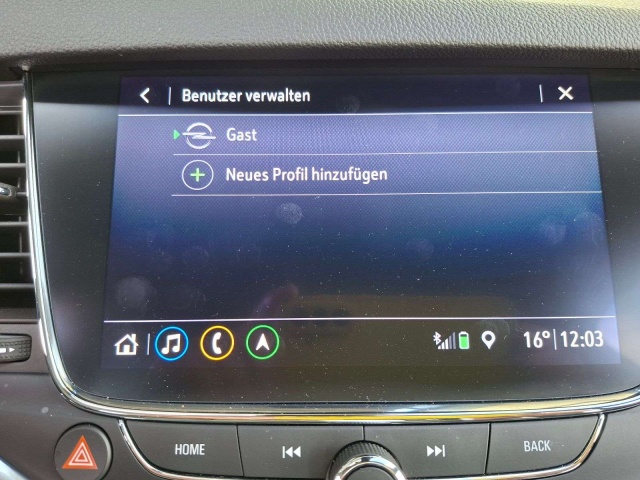 Benutzer verwalten
Gast
Neues Profil hinzufügen
16° 12:03
HOME
BACK